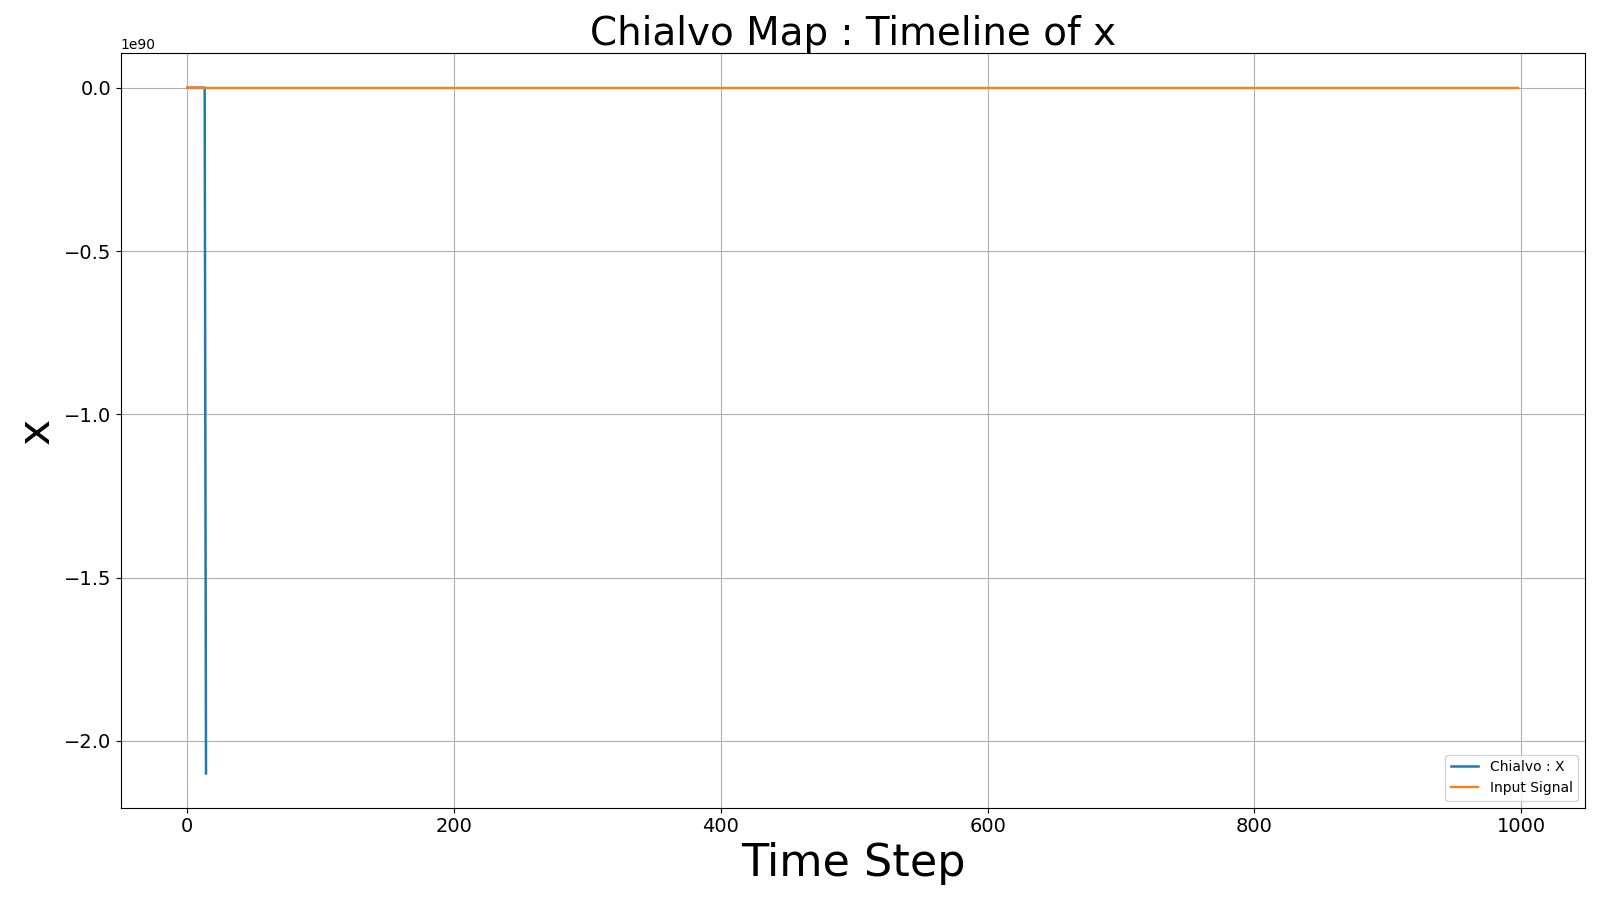 Chialvo Map : Timeline of x
1e90
0.0
−0.5
−1.0
−1.5
−2.0
x
0 200 400 600 800 1000
Time Step
Chialvo : X
Input Signal